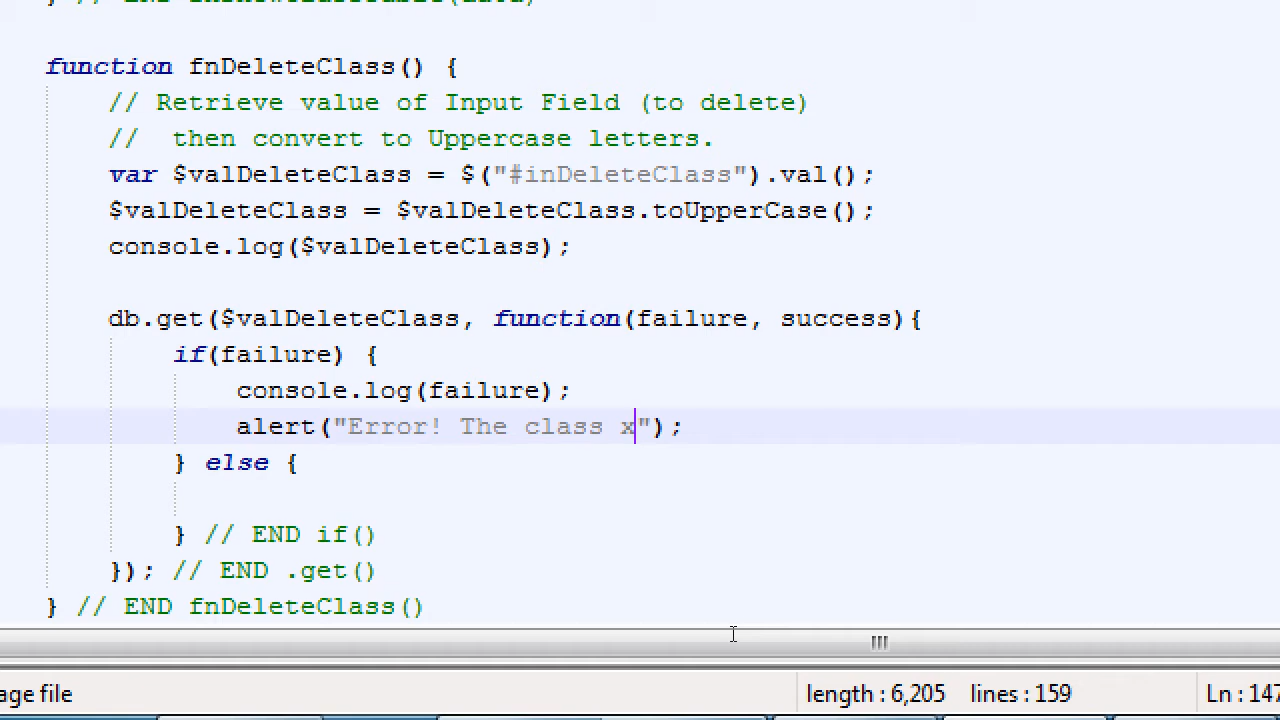 function fnDeleteClass() {
// Retrieve value of Input Field (to delete)
//  then convert to Uppercase letters.
var $valDeleteClass = $("#inDeleteClass").val();
$valDeleteClass = $valDeleteClass.toUpperCase();
console.log($valDeleteClass);
db.get($valDeleteClass, function(failure, success){
if(failure) {
console.log(failure);
alert("Error! The class x");
} else {
} // END if()
}); // END .get()
} // END fnDeleteClass()
age file length : 6,205 lines : 159 Ln : 147